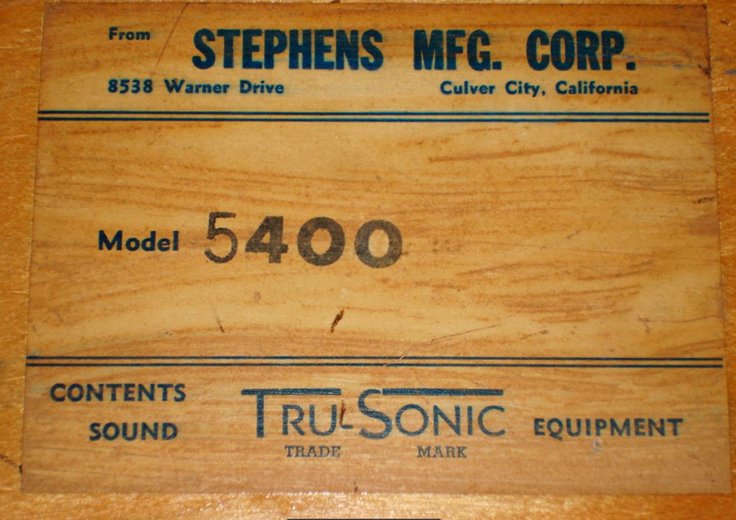 From STEPHENS MFG. CORP.
8538 Warner Drive Culver City, California
Model 5400
CONTENTS TRU-SONIC EQUIPMENT
SOUND
TRADE MARK